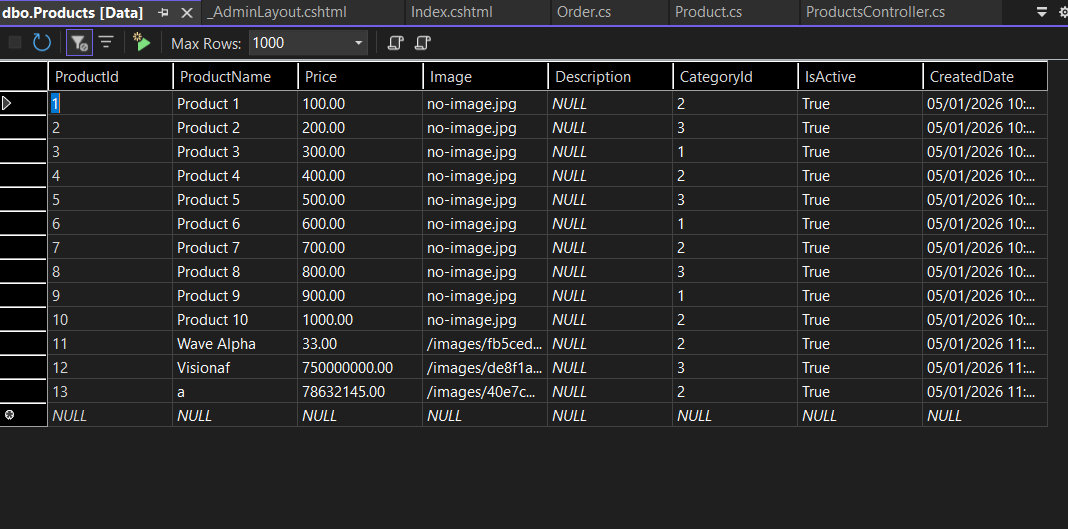 dbo.Products [Data] _AdminLayout.cshtml Index.cshtml Order.cs Product.cs ProductsController.cs
Max Rows: 1000
ProductId ProductName Price Image Description CategoryId IsActive CreatedDate
1 Product 1 100.00 no-image.jpg NULL 2 True 05/01/2026 10:...
2 Product 2 200.00 no-image.jpg NULL 3 True 05/01/2026 10:...
3 Product 3 300.00 no-image.jpg NULL 1 True 05/01/2026 10:...
4 Product 4 400.00 no-image.jpg NULL 2 True 05/01/2026 10:...
5 Product 5 500.00 no-image.jpg NULL 3 True 05/01/2026 10:...
6 Product 6 600.00 no-image.jpg NULL 1 True 05/01/2026 10:...
7 Product 7 700.00 no-image.jpg NULL 2 True 05/01/2026 10:...
8 Product 8 800.00 no-image.jpg NULL 3 True 05/01/2026 10:...
9 Product 9 900.00 no-image.jpg NULL 1 True 05/01/2026 10:...
10 Product 10 1000.00 no-image.jpg NULL 2 True 05/01/2026 10:...
11 Wave Alpha 33.00 /images/fb5ced... NULL 2 True 05/01/2026 11:...
12 Visionaf 750000000.00 /images/de8f1a... NULL 3 True 05/01/2026 11:...
13 a 78632145.00 /images/40e7c... NULL 2 True 05/01/2026 11:...
NULL NULL NULL NULL NULL NULL NULL NULL